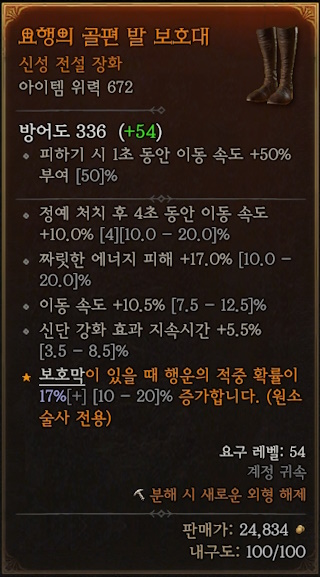 요행의 골편 발 보호대
신성 전설 장화
아이템 위력 672
방어도 336 (+54)
피하기 시 1초 동안 이동 속도 +50%
부여 [50]%
정예 처치 후 4초 동안 이동 속도
+10.0% [4][10.0 – 20.0]%
짜릿한 에너지 피해 +17.0% [10.0 –
20.0]%
이동 속도 +10.5% [7.5 – 12.5]%
신단 강화 효과 지속시간 +5.5%
[3.5 – 8.5]%
보호막이 있을 때 행운의 적중 확률이
17%[+] [10 – 20]% 증가합니다. (원소
술사 전용)
요구 레벨: 54
계정 귀속
분해 시 새로운 외형 해제
판매가: 24,834
내구도: 100/100